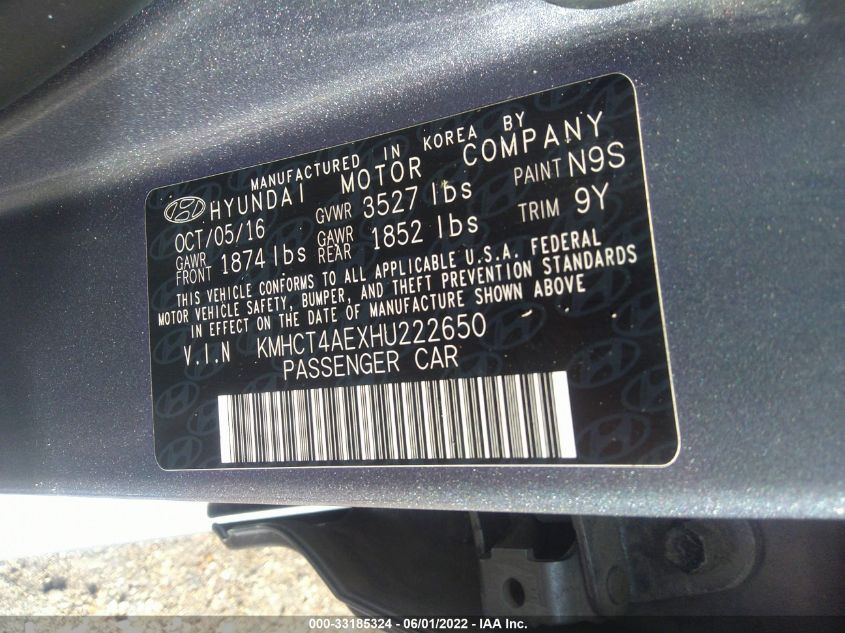 MANUFACTURED IN KOREA BY
HYUNDAI MOTOR COMPANY
OCT/05/16 GVWR 3527 lbs PAINT N9S
GAWR FRONT 1874 lbs GAWR REAR 1852 lbs TRIM 9Y
THIS VEHICLE CONFORMS TO ALL APPLICABLE U.S.A. FEDERAL
MOTOR VEHICLE SAFETY, BUMPER, AND THEFT PREVENTION STANDARDS
IN EFFECT ON THE DATE OF MANUFACTURE SHOWN ABOVE
V.I.N KMHCT4AEXHU222650
PASSENGER CAR
000-33185324 - 06/01/2022 - IAA Inc.